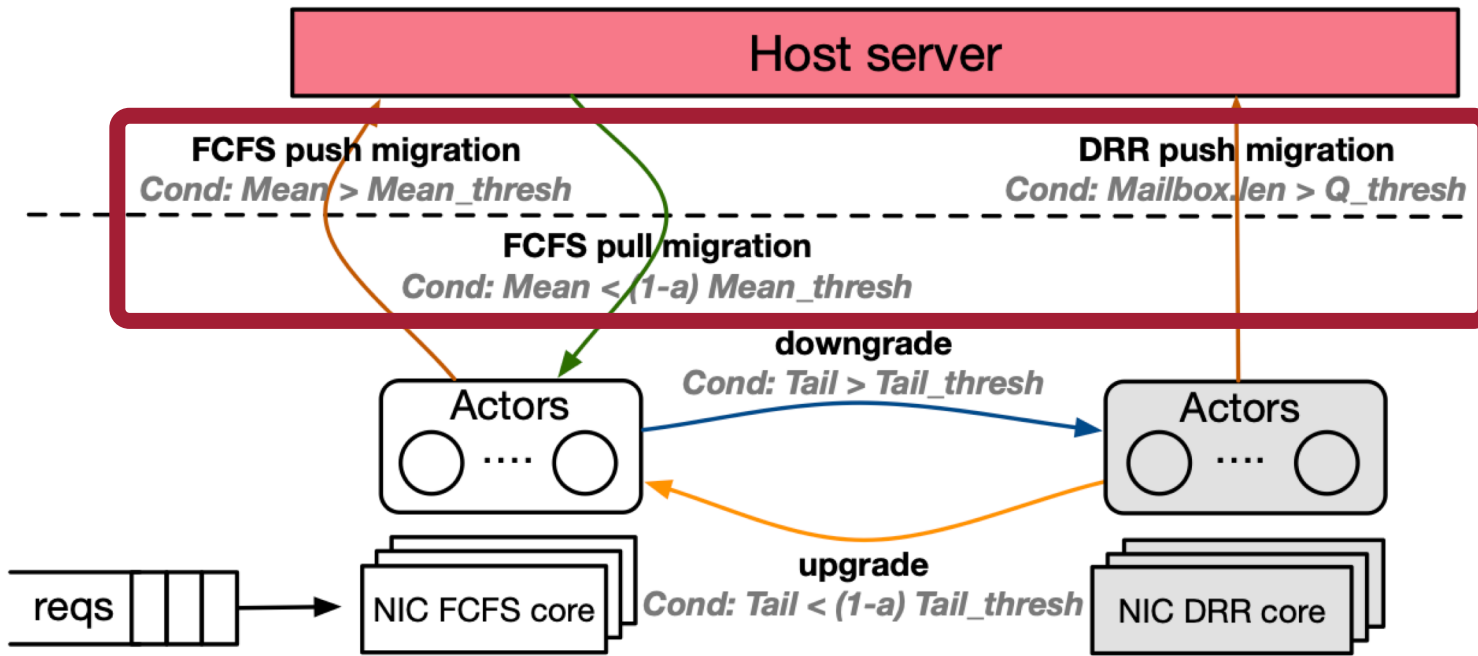 Host server
FCFS push migration
Cond: Mean > Mean_thresh
DRR push migration
Cond: Mailbox.len > Q_thresh
FCFS pull migration
Cond: Mean < (1-a) Mean_thresh
downgrade
Cond: Tail > Tail_thresh
Actors
....
Actors
....
upgrade
Cond: Tail < (1-a) Tail_thresh
reqs
NIC FCFS core
NIC DRR core